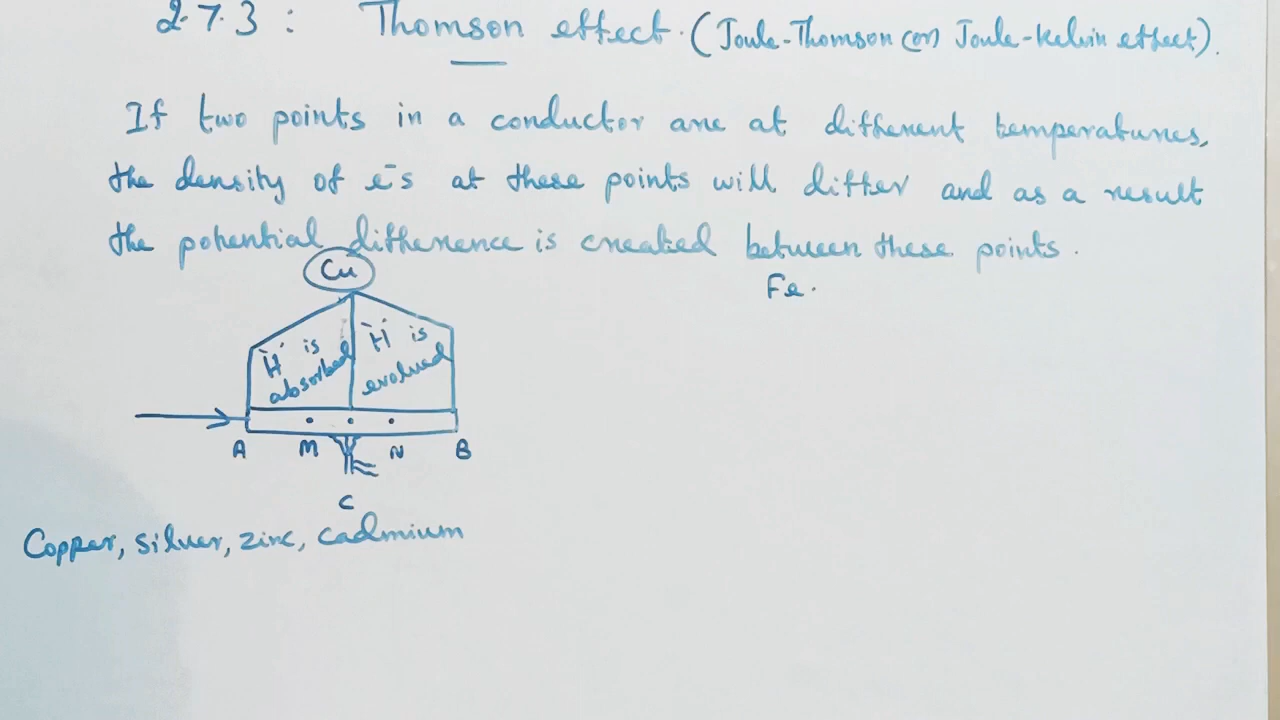 2.7.3 : Thomson effect. (Joule-Thomson (or) Joule-Kelvin effect).
If two points in a conductor are at different temperatures,
the density of e⁻s at these points will differ and as a result
the potential difference is created between these points.
Cu
Fe.
'H' is
absorbed
'H' is
evolved
A M N B
C
Copper, silver, zinc, cadmium